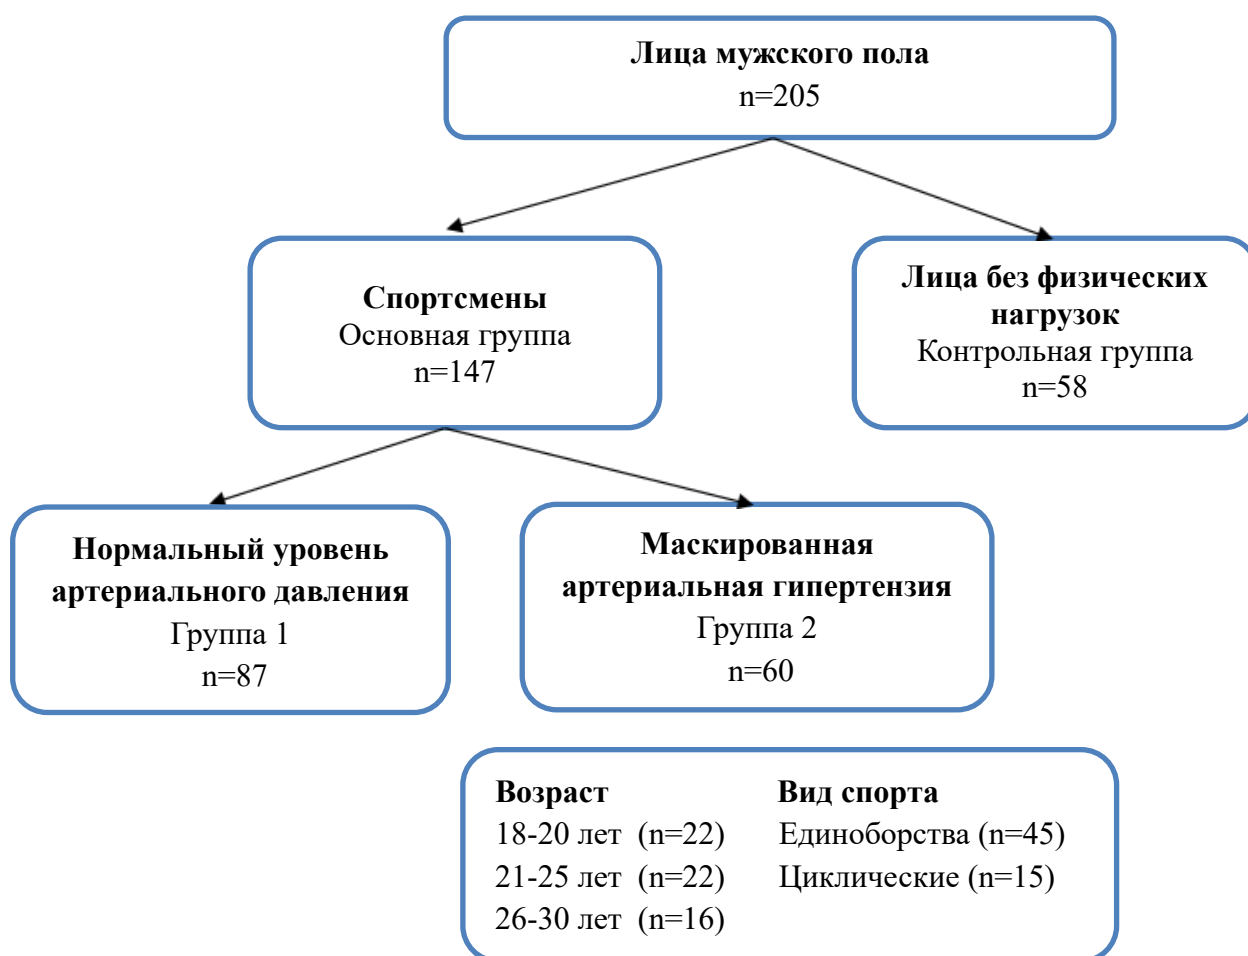 Лица мужского пола
n=205
Спортсмены
Основная группа
n=147
Лица без физических
нагрузок
Контрольная группа
n=58
Нормальный уровень
артериального давления
Группа 1
n=87
Маскированная
артериальная гипертензия
Группа 2
n=60
Возраст
18-20 лет (n=22)
21-25 лет (n=22)
26-30 лет (n=16)
Вид спорта
Единоборства (n=45)
Циклические (n=15)